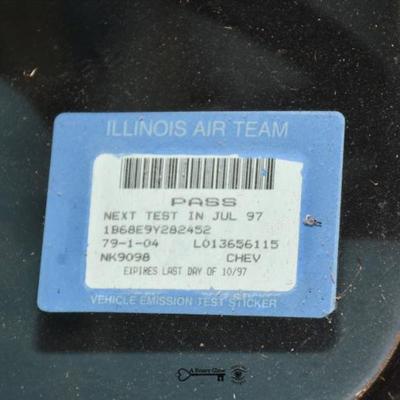 ILLINOIS AIR TEAM
PASS
NEXT TEST IN JUL 97
1B68E9Y282452
79-1-04 L013656115
NK9098 CHEV
EXPIRES LAST DAY OF 10/97
VEHICLE EMISSION TEST STICKER